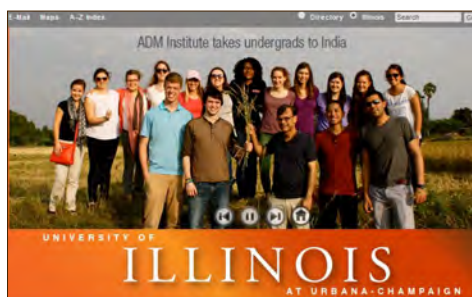 E-Mail Maps A-Z Index Directory Illinois Search
ADM Institute takes undergrads to India
UNIVERSITY OF
ILLINOIS
AT URBANA-CHAMPAIGN